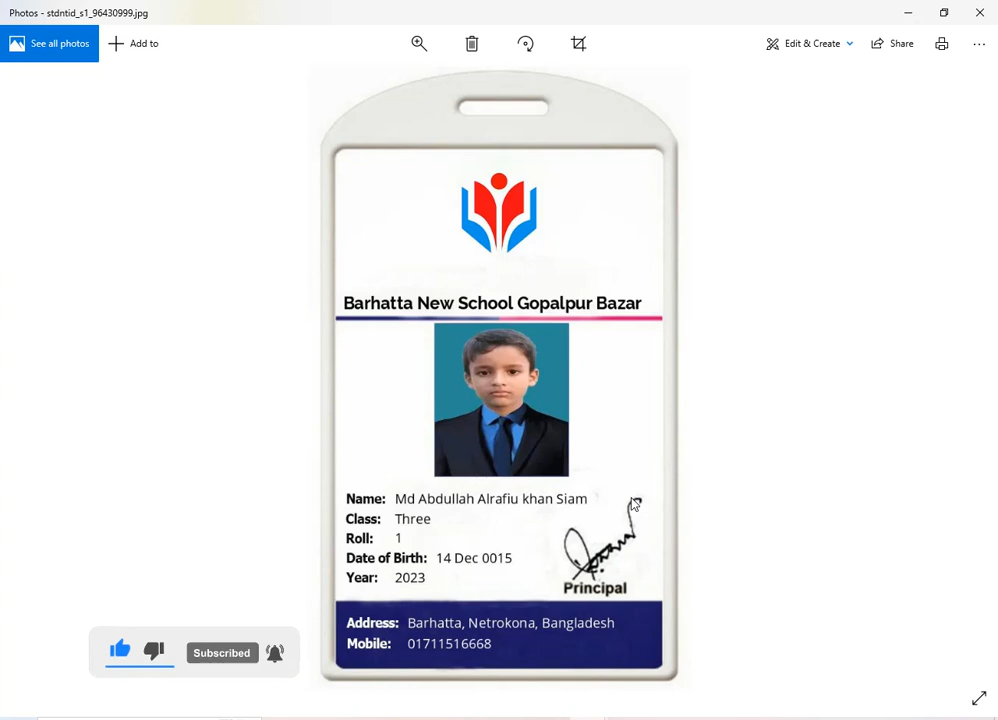 Photos - stdntid_s1_96430999.jpg
See all photos
Add to
Edit & Create
Share
Barhatta New School Gopalpur Bazar
Name: Md Abdullah Alrafiu khan Siam
Class: Three
Roll: 1
Date of Birth: 14 Dec 0015
Year: 2023
Principal
Address: Barhatta, Netrokona, Bangladesh
Mobile: 01711516668
Subscribed